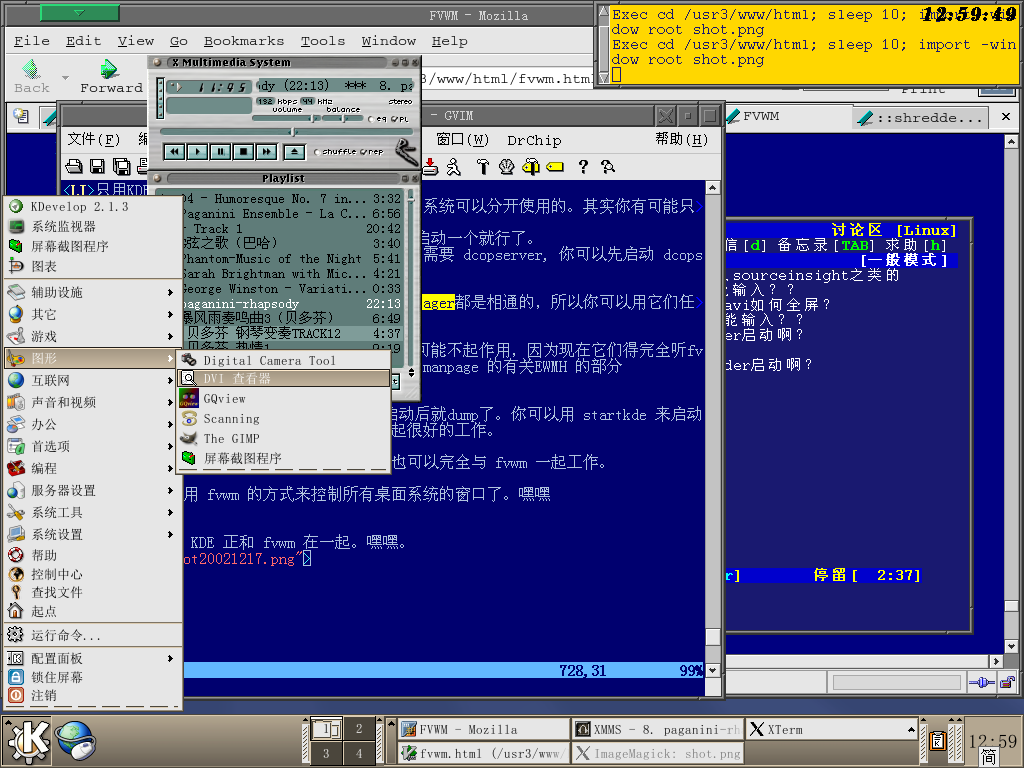 FVWM - Mozilla
File Edit View Go Bookmarks Tools Window Help
Back
Forward
3/www/html/fvwm.html
Print
FVWM
::shredde...
Exec cd /usr3/www/html; sleep 10; import -win
dow root shot.png
Exec cd /usr3/www/html; sleep 10; import -win
dow root shot.png
12:59:49
X Multimedia System
11:45
dy (22:13) *** 8. pa
192 kbps 44 kHz stereo
volume balance
eq pl
shuffle rep
Playlist
04 - Humoresque No. 7 in... 3:32
Paganini Ensemble - La C... 6:56
Track 1 20:42
弦之歌（巴哈） 3:40
Phantom-Music of the Night 5:41
Sarah Brightman with Mic... 4:21
George Winston - Variati... 0:33
paganini-rhapsody 22:13
暴风雨奏鸣曲3（贝多芬） 6:49
贝多芬 钢琴变奏TRACK12 4:37
- GVIM
文件(F)
窗口(W) DrChip 帮助(H)
<LI>只用KDE
系统可以分开使用的。其实你有可能只
启动一个就行了。
需要 dcopserver, 你可以先启动 dcops
ager都是相通的，所以你可以用它们任
可能不起作用，因为现在它们得完全听fv
manpage 的有关EWMH 的部分
启动后就dump了。你可以用 startkde 来启动
起很好的工作。
也可以完全与 fvwm 一起工作。
用 fvwm 的方式来控制所有桌面系统的窗口了。嘿嘿
KDE 正和 fvwm 在一起。嘿嘿。
ot20021217.png"
728,31 99%
讨论区 [Linux]
信[d] 备忘录[TAB] 求助[h]
[一般模式]
sourceinsight之类的
输入？？
avi如何全屏？
能输入？？
er启动啊？
der启动啊？
停留[ 2:37]
KDevelop 2.1.3
系统监视器
屏幕截图程序
图表
辅助设施
其它
游戏
图形
互联网
声音和视频
办公
首选项
编程
服务器设置
系统工具
系统设置
帮助
控制中心
查找文件
起点
运行命令...
配置面板
锁住屏幕
注销
Digital Camera Tool
DVI 查看器
GQview
Scanning
The GIMP
屏幕截图程序
1 2
3 4
FVWM - Mozilla
XMMS - 8. paganini-rh
XTerm
fvwm.html (/usr3/www/
ImageMagick: shot.png
12:59
简